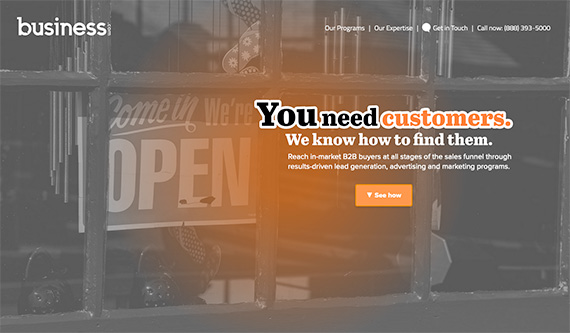 business.com
Our Programs | Our Expertise | Get in Touch | Call now: (888) 393-5000
Come in We're
OPEN
You need customers.
We know how to find them.
Reach in-market B2B buyers at all stages of the sales funnel through
results-driven lead generation, advertising and marketing programs.
▼ See how